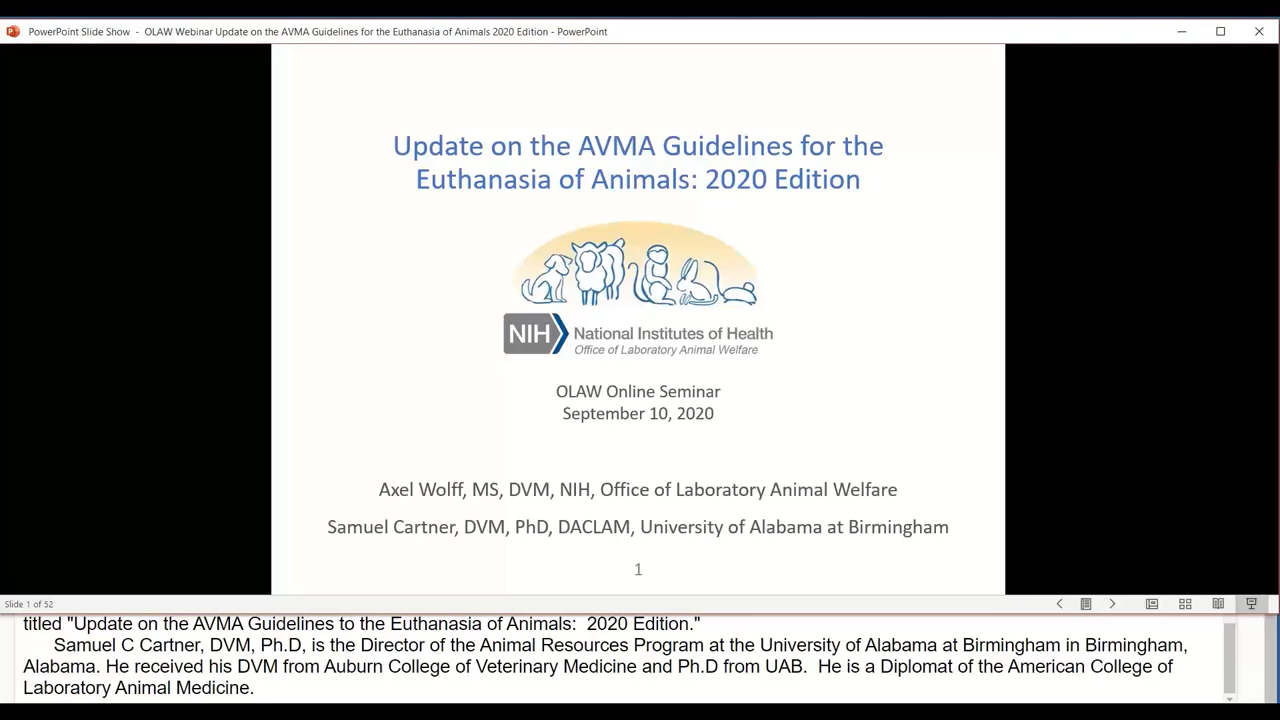 PowerPoint Slide Show - OLAW Webinar Update on the AVMA Guidelines for the Euthanasia of Animals 2020 Edition - PowerPoint
Update on the AVMA Guidelines for the
Euthanasia of Animals: 2020 Edition
NIH National Institutes of Health
Office of Laboratory Animal Welfare
OLAW Online Seminar
September 10, 2020
Axel Wolff, MS, DVM, NIH, Office of Laboratory Animal Welfare
Samuel Cartner, DVM, PhD, DACLAM, University of Alabama at Birmingham
1
Slide 1 of 52
titled "Update on the AVMA Guidelines to the Euthanasia of Animals: 2020 Edition."
Samuel C Cartner, DVM, Ph.D, is the Director of the Animal Resources Program at the University of Alabama at Birmingham in Birmingham,
Alabama. He received his DVM from Auburn College of Veterinary Medicine and Ph.D from UAB. He is a Diplomat of the American College of
Laboratory Animal Medicine.